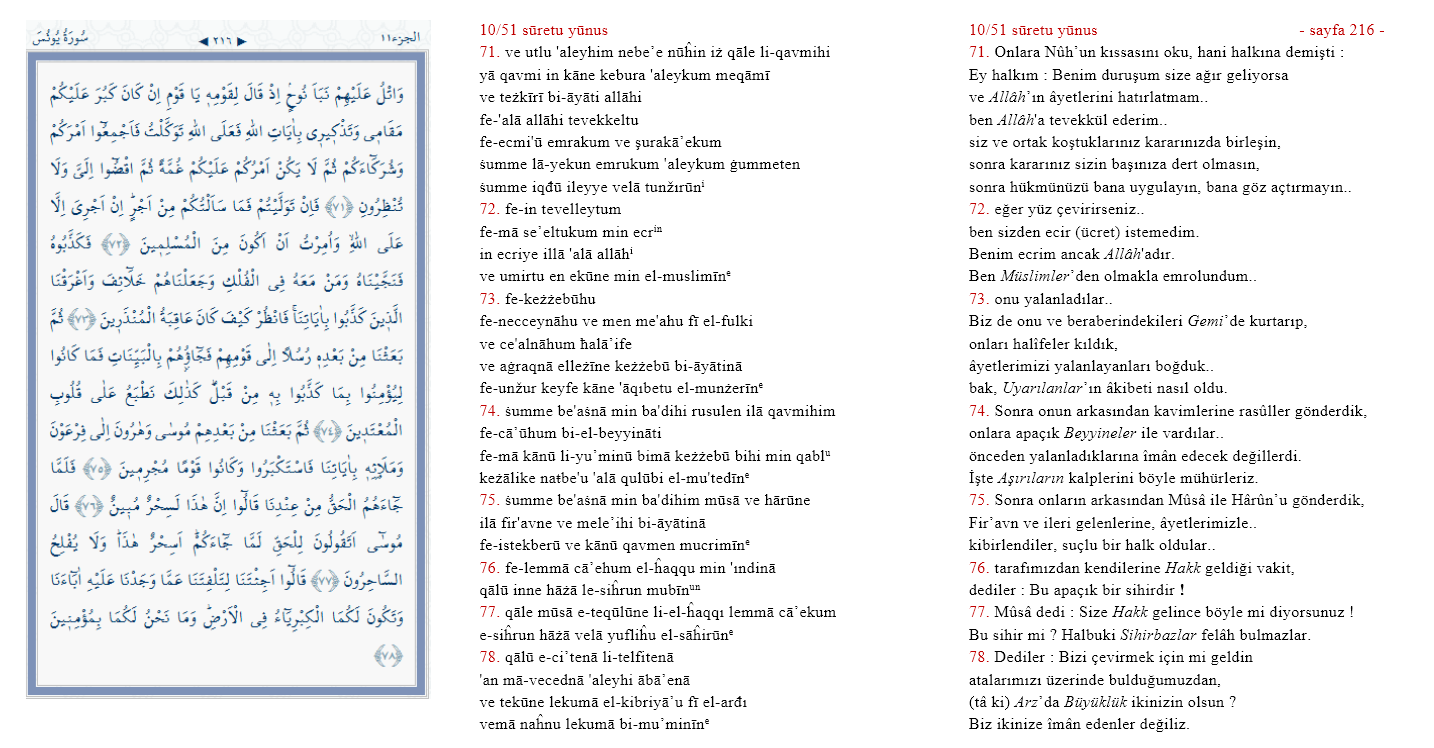 سُورَةُ يُونُسَ
◀ ٢١٦ ▶
الجزء ١١
وَاتْلُ عَلَيْهِمْ نَبَاَ نُوحٍۢ اِذْ قَالَ لِقَوْمِه۪ يَا قَوْمِ اِنْ كَانَ كَبُرَ عَلَيْكُمْ
مَقَام۪ي وَتَذْك۪ير۪ي بِاٰيَاتِ اللّٰهِ فَعَلَى اللّٰهِ تَوَكَّلْتُ فَاَجْمِعُٓوا اَمْرَكُمْ
وَشُرَكَٓاءَكُمْ ثُمَّ لَا يَكُنْ اَمْرُكُمْ عَلَيْكُمْ غُمَّةً ثُمَّ اقْضُٓوا اِلَيَّ وَلَا
تُنْظِرُونِ ﴿٧١﴾ فَاِنْ تَوَلَّيْتُمْ فَمَا سَاَلْتُكُمْ مِنْ اَجْرٍۜ اِنْ اَجْرِيَ اِلَّا
عَلَى اللّٰهِۙ وَاُمِرْتُ اَنْ اَكُونَ مِنَ الْمُسْلِم۪ينَ ﴿٧٢﴾ فَكَذَّبُوهُ
فَنَجَّيْنَاهُ وَمَنْ مَعَهُ فِي الْفُلْكِ وَجَعَلْنَاهُمْ خَلَٓائِفَ وَاَغْرَقْنَا
الَّذ۪ينَ كَذَّبُوا بِاٰيَاتِنَاۚ فَانْظُرْ كَيْفَ كَانَ عَاقِبَةُ الْمُنْذَر۪ينَ ﴿٧٣﴾ ثُمَّ
بَعَثْنَا مِنْ بَعْدِه۪ رُسُلًا اِلٰى قَوْمِهِمْ فَجَٓاؤُ۫هُمْ بِالْبَيِّنَاتِ فَمَا كَانُوا
لِيُؤْمِنُوا بِمَا كَذَّبُوا بِه۪ مِنْ قَبْلُۜ كَذٰلِكَ نَطْبَعُ عَلٰى قُلُوبِ
الْمُعْتَد۪ينَ ﴿٧٤﴾ ثُمَّ بَعَثْنَا مِنْ بَعْدِهِمْ مُوسٰى وَهٰرُونَ اِلٰى فِرْعَوْنَ
وَمَلَا۬ئِه۪ بِاٰيَاتِنَا فَاسْتَكْبَرُوا وَكَانُوا قَوْمًا مُجْرِم۪ينَ ﴿٧٥﴾ فَلَمَّا
جَٓاءَهُمُ الْحَقُّ مِنْ عِنْدِنَا قَالُٓوا اِنَّ هٰذَا لَسِحْرٌ مُب۪ينٌ ﴿٧٦﴾ قَالَ
مُوسٰٓى اَتَقُولُونَ لِلْحَقِّ لَمَّا جَٓاءَكُمْۜ اَسِحْرٌ هٰذَاۜ وَلَا يُفْلِحُ
السَّاحِرُونَ ﴿٧٧﴾ قَالُٓوا اَجِئْتَنَا لِتَلْفِتَنَا عَمَّا وَجَدْنَا عَلَيْهِ اٰبَٓاءَنَا
وَتَكُونَ لَكُمَا الْكِبْرِيَٓاءُ فِي الْاَرْضِۜ وَمَا نَحْنُ لَكُمَا بِمُؤْمِن۪ينَ
﴿٧٨﴾
10/51 sūretu yūnus
71. ve utlu 'aleyhim nebe’e nūĥin iż qāle li-qavmihi
yā qavmi in kāne kebura 'aleykum meqāmī
ve teżkīrī bi-āyāti allāhi
fe-'alā allāhi tevekkeltu
fe-ecmi'ū emrakum ve şurakā’ekum
ṡumme lā-yekun emrukum 'aleykum ġummeten
ṡumme iqđū ileyye velā tunžırūnⁱ
72. fe-in tevelleytum
fe-mā se’eltukum min ecrⁱⁿ
in ecriye illā 'alā allāhⁱ
ve umirtu en ekūne min el-muslimīnᵉ
73. fe-keżżebūhu
fe-necceynāhu ve men me'ahu fī el-fulki
ve ce'alnāhum ħalā’ife
ve aġraqnā elleżīne keżżebū bi-āyātinā
fe-unžur keyfe kāne 'āqıbetu el-munżerīnᵉ
74. ṡumme be'aṡnā min ba'dihi rusulen ilā qavmihim
fe-cā’ūhum bi-el-beyyināti
fe-mā kānū li-yu’minū bimā keżżebū bihi min qablᵘ
keżālike naŧbe'u 'alā qulūbi el-mu'tedīnᵉ
75. ṡumme be'aṡnā min ba'dihim mūsā ve hārūne
ilā fir'avne ve mele’ihi bi-āyātinā
fe-istekberū ve kānū qavmen mucrimīnᵉ
76. fe-lemmā cā’ehum el-ĥaqqu min 'ındinā
qālū inne hāżā le-siĥrun mubīnᵘⁿ
77. qāle mūsā e-teqūlūne li-el-ĥaqqı lemmā cā’ekum
e-siĥrun hāżā velā yufliĥu el-sāĥirūnᵉ
78. qālū e-ci’tenā li-telfitenā
'an mā-vecednā 'aleyhi ābā’enā
ve tekūne lekumā el-kibriyā’u fī el-arđı
vemā naĥnu lekumā bi-mu’minīnᵉ
10/51 sūretu yūnus - sayfa 216 -
71. Onlara Nûh’un kıssasını oku, hani halkına demişti :
Ey halkım : Benim duruşum size ağır geliyorsa
ve Allâh’ın âyetlerini hatırlatmam..
ben Allâh'a tevekkül ederim..
siz ve ortak koştuklarınız kararınızda birleşin,
sonra kararınız sizin başınıza dert olmasın,
sonra hükmünüzü bana uygulayın, bana göz açtırmayın..
72. eğer yüz çevirirseniz..
ben sizden ecir (ücret) istemedim.
Benim ecrim ancak Allâh'adır.
Ben Müslimler’den olmakla emrolundum..
73. onu yalanladılar..
Biz de onu ve beraberindekileri Gemi’de kurtarıp,
onları halîfeler kıldık,
âyetlerimizi yalanlayanları boğduk..
bak, Uyarılanlar’ın âkibeti nasıl oldu.
74. Sonra onun arkasından kavimlerine rasûller gönderdik,
onlara apaçık Beyyineler ile vardılar..
önceden yalanladıklarına îmân edecek değillerdi.
İşte Aşırıların kalplerini böyle mühürleriz.
75. Sonra onların arkasından Mûsâ ile Hârûn’u gönderdik,
Fir’avn ve ileri gelenlerine, âyetlerimizle..
kibirlendiler, suçlu bir halk oldular..
76. tarafımızdan kendilerine Hakk geldiği vakit,
dediler : Bu apaçık bir sihirdir !
77. Mûsâ dedi : Size Hakk gelince böyle mi diyorsunuz !
Bu sihir mi ? Halbuki Sihirbazlar felâh bulmazlar.
78. Dediler : Bizi çevirmek için mi geldin
atalarımızı üzerinde bulduğumuzdan,
(tâ ki) Arz’da Büyüklük ikinizin olsun ?
Biz ikinize îmân edenler değiliz.